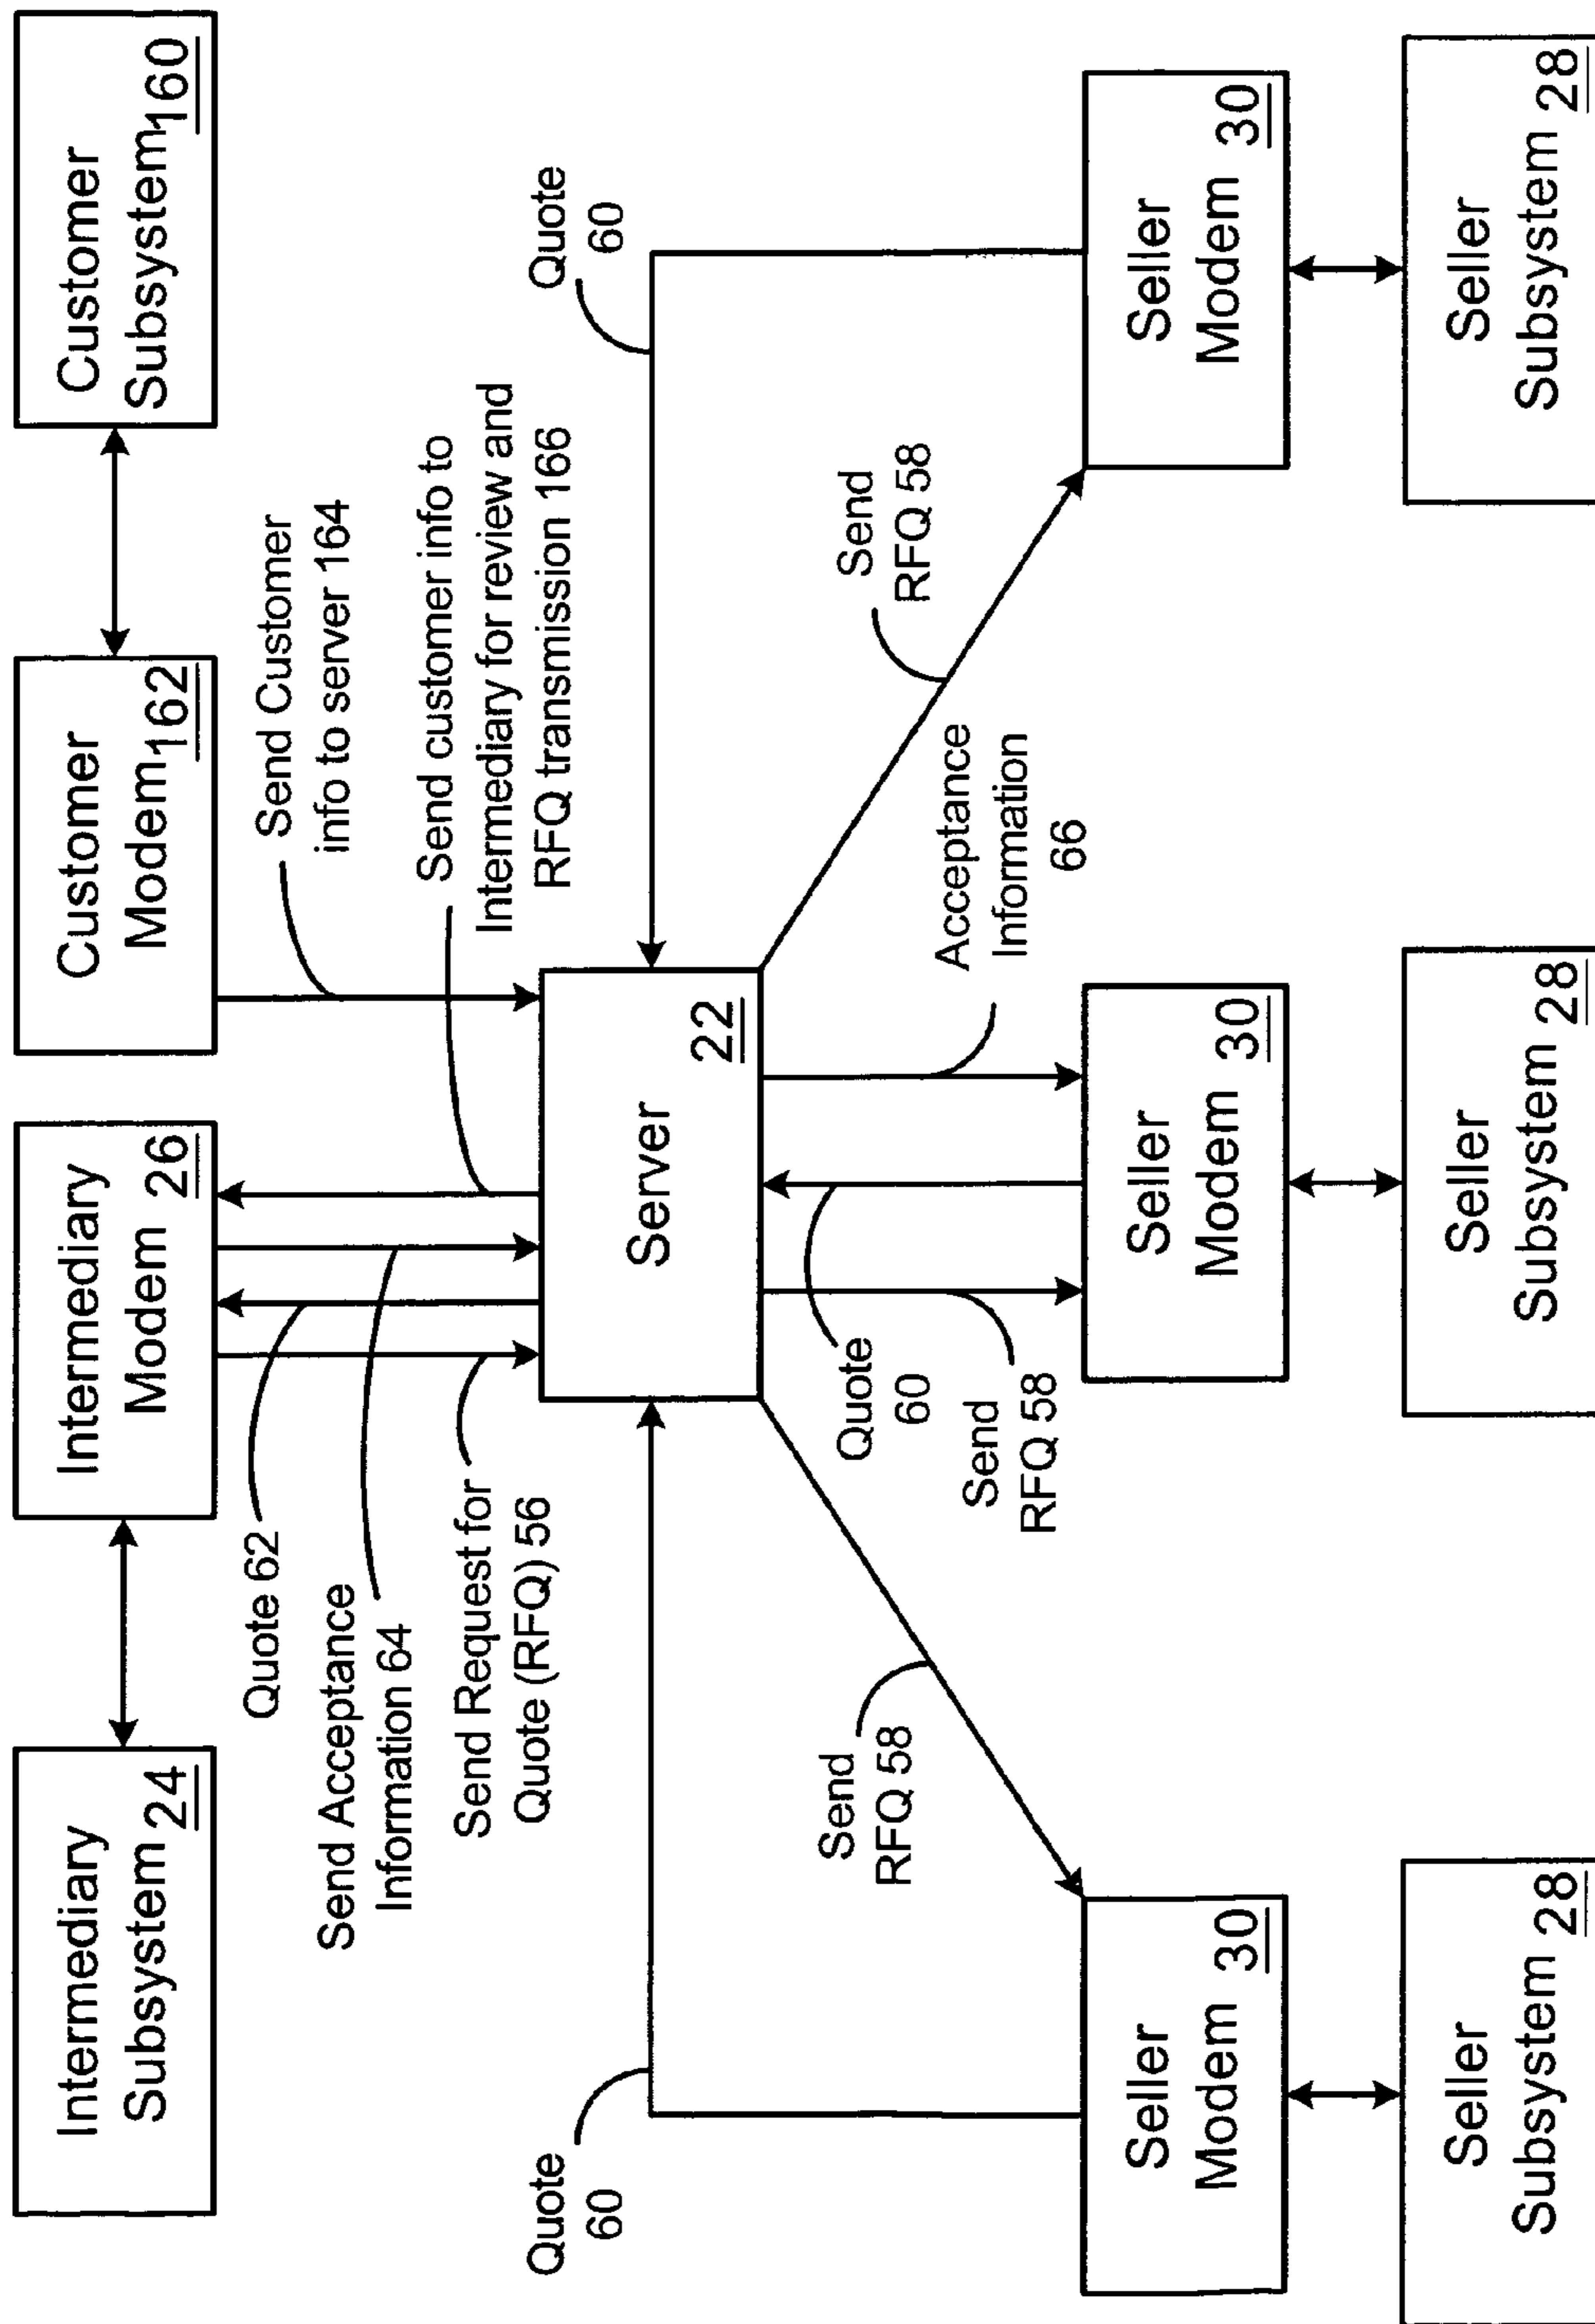 Intermediary
Subsystem 24
Intermediary
Modem 26
Customer
Modem 162
Customer
Subsystem 160
Quote 62
Send Acceptance
Information 64
Send Request for
Quote (RFQ) 56
Send Customer
info to server 164
Send customer info to
Intermediary for review and
RFQ transmission 166
Quote
60
Server
22
Quote
60
Send
RFQ 58
Quote
60
Send
RFQ 58
Acceptance
Information
66
Send
RFQ 58
Seller
Modem 30
Seller
Modem 30
Seller
Modem 30
Seller
Subsystem 28
Seller
Subsystem 28
Seller
Subsystem 28